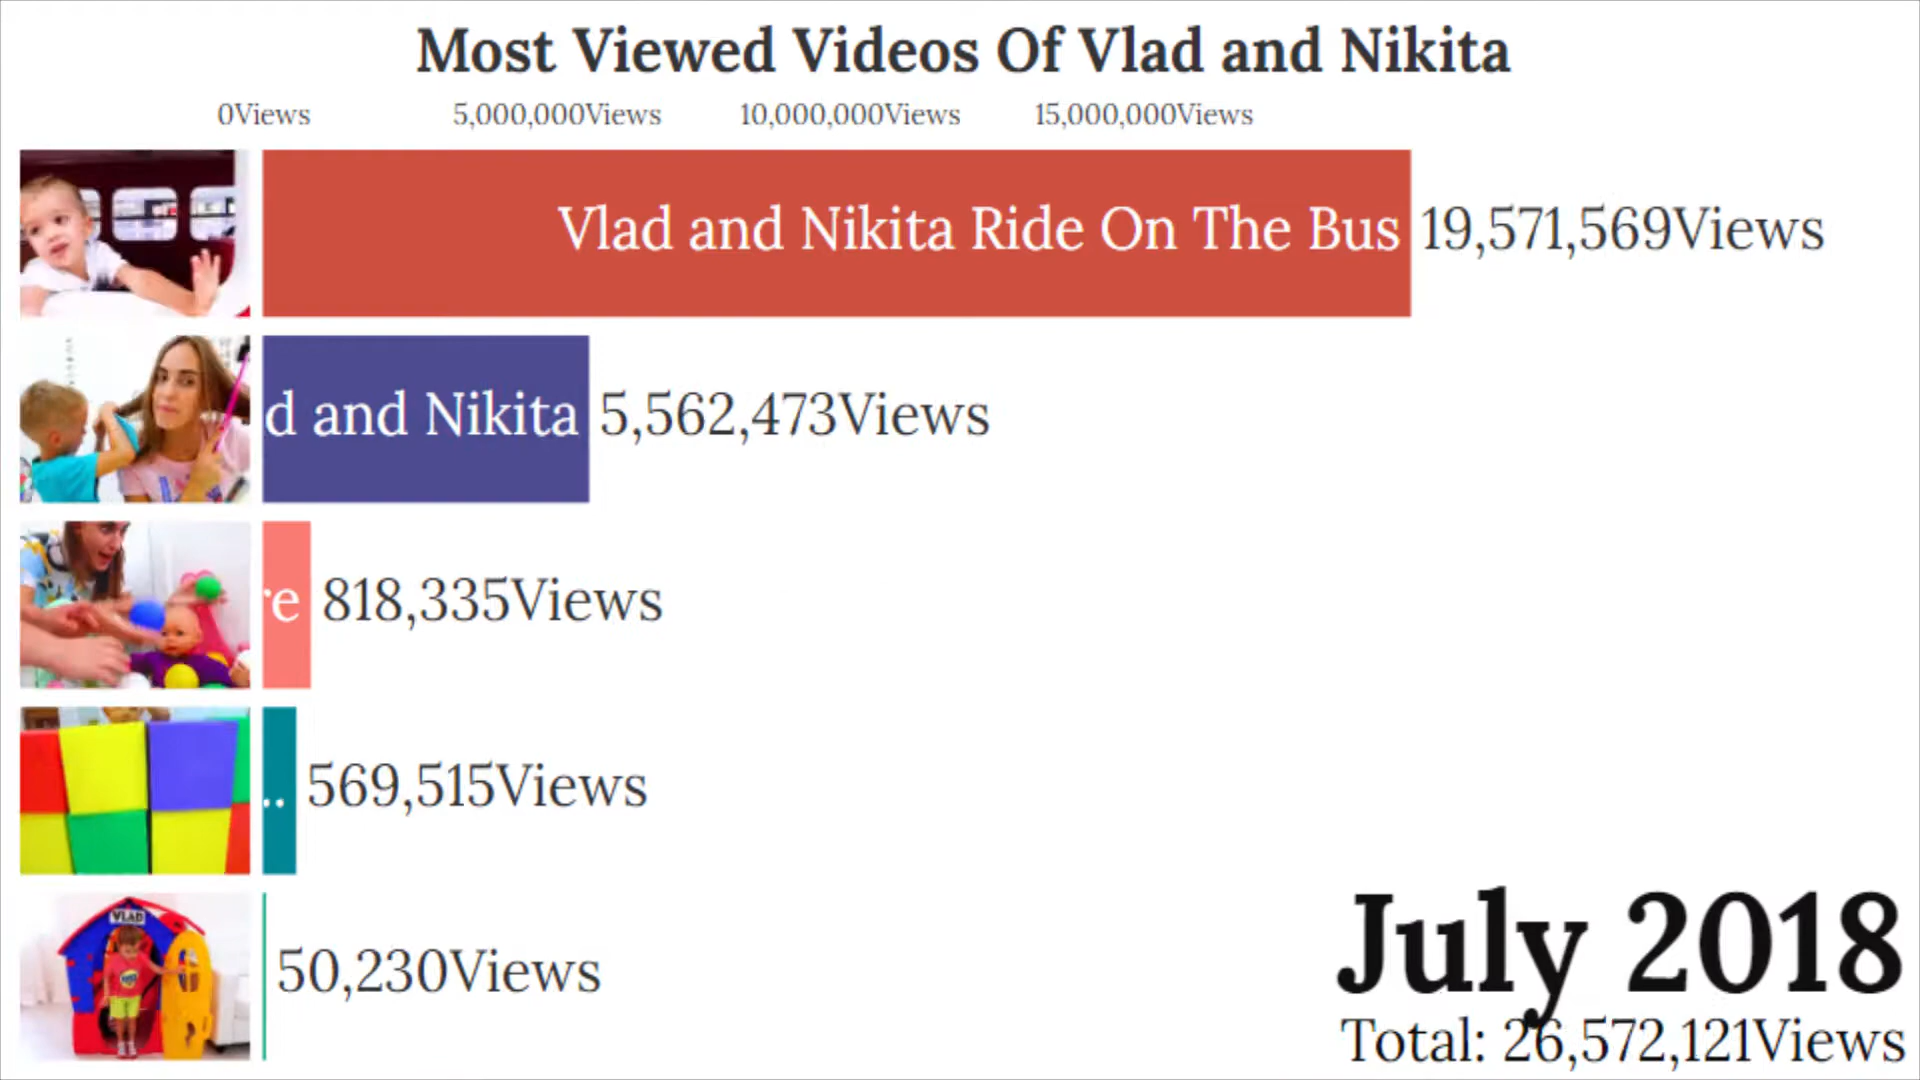 Most Viewed Videos Of Vlad and Nikita
0Views 5,000,000Views 10,000,000Views 15,000,000Views
Vlad and Nikita Ride On The Bus 19,571,569Views
d and Nikita 5,562,473Views
re 818,335Views
.. 569,515Views
VLAD
50,230Views
July 2018
Total: 26,572,121Views